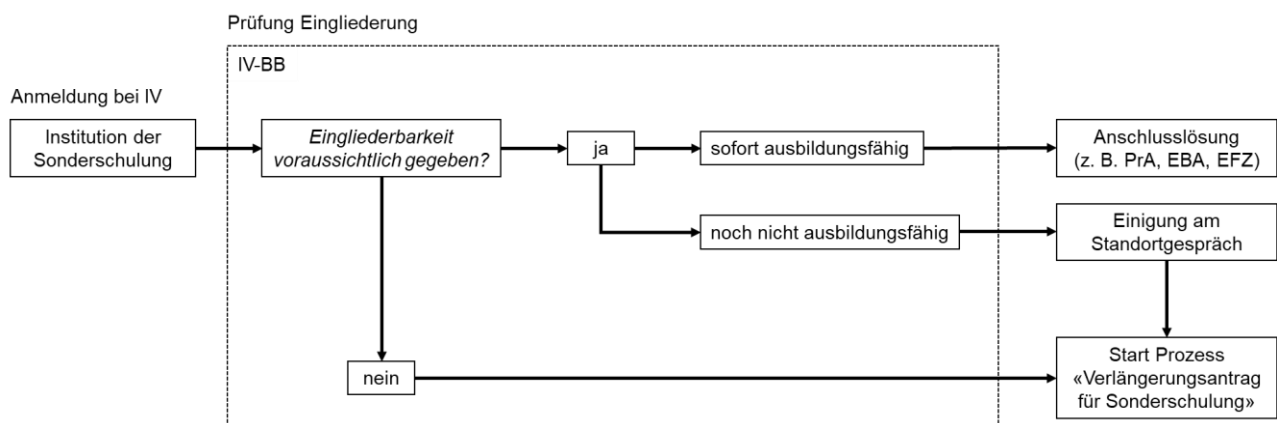 Prüfung Eingliederung
IV-BB
Anmeldung bei IV
Institution der
Sonderschulung
Eingliederbarkeit
voraussichtlich gegeben?
ja
sofort ausbildungsfähig
Anschlusslösung
(z. B. PrA, EBA, EFZ)
noch nicht ausbildungsfähig
Einigung am
Standortgespräch
nein
Start Prozess
«Verlängerungsantrag
für Sonderschulung»